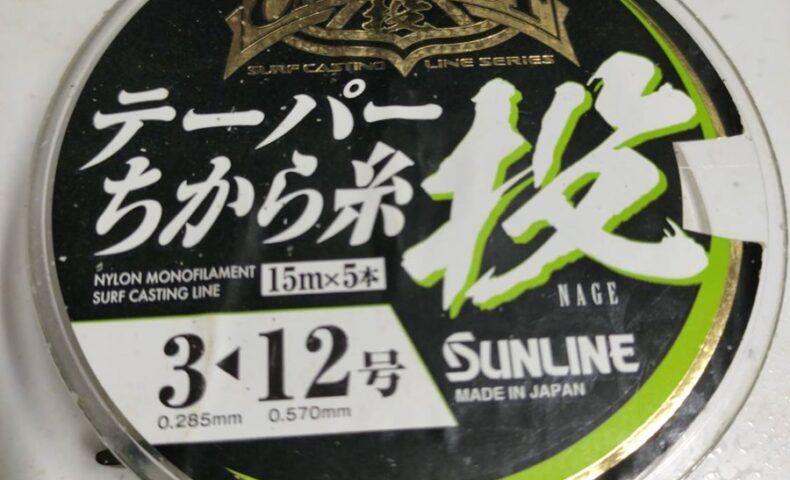 SURF CASTING LINE SERIES
テーパー
ちから糸
投
NYLON MONOFILAMENT
SURF CASTING LINE
15m×5本
NAGE
3◀12号
0.285mm 0.570mm
SUNLINE
MADE IN JAPAN